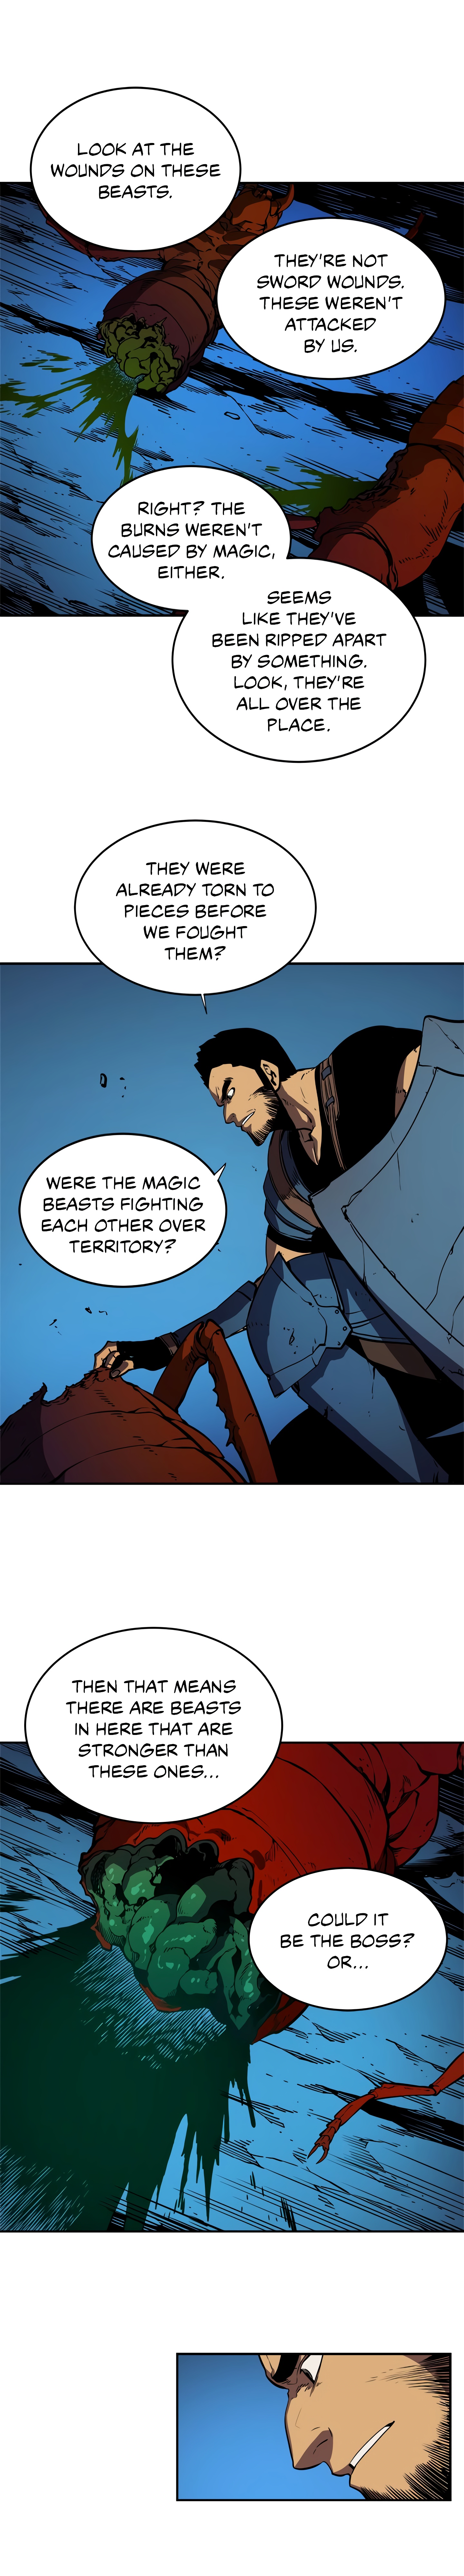 LOOK AT THE
WOUNDS ON THESE
BEASTS.
THEY'RE NOT
SWORD WOUNDS.
THESE WEREN'T
ATTACKED
BY US.
RIGHT? THE
BURNS WEREN'T
CAUSED BY MAGIC,
EITHER.
SEEMS
LIKE THEY'VE
BEEN RIPPED APART
BY SOMETHING.
LOOK, THEY'RE
ALL OVER THE
PLACE.
THEY WERE
ALREADY TORN TO
PIECES BEFORE
WE FOUGHT
THEM?
WERE THE MAGIC
BEASTS FIGHTING
EACH OTHER OVER
TERRITORY?
THEN THAT MEANS
THERE ARE BEASTS
IN HERE THAT ARE
STRONGER THAN
THESE ONES...
COULD IT
BE THE BOSS?
OR...